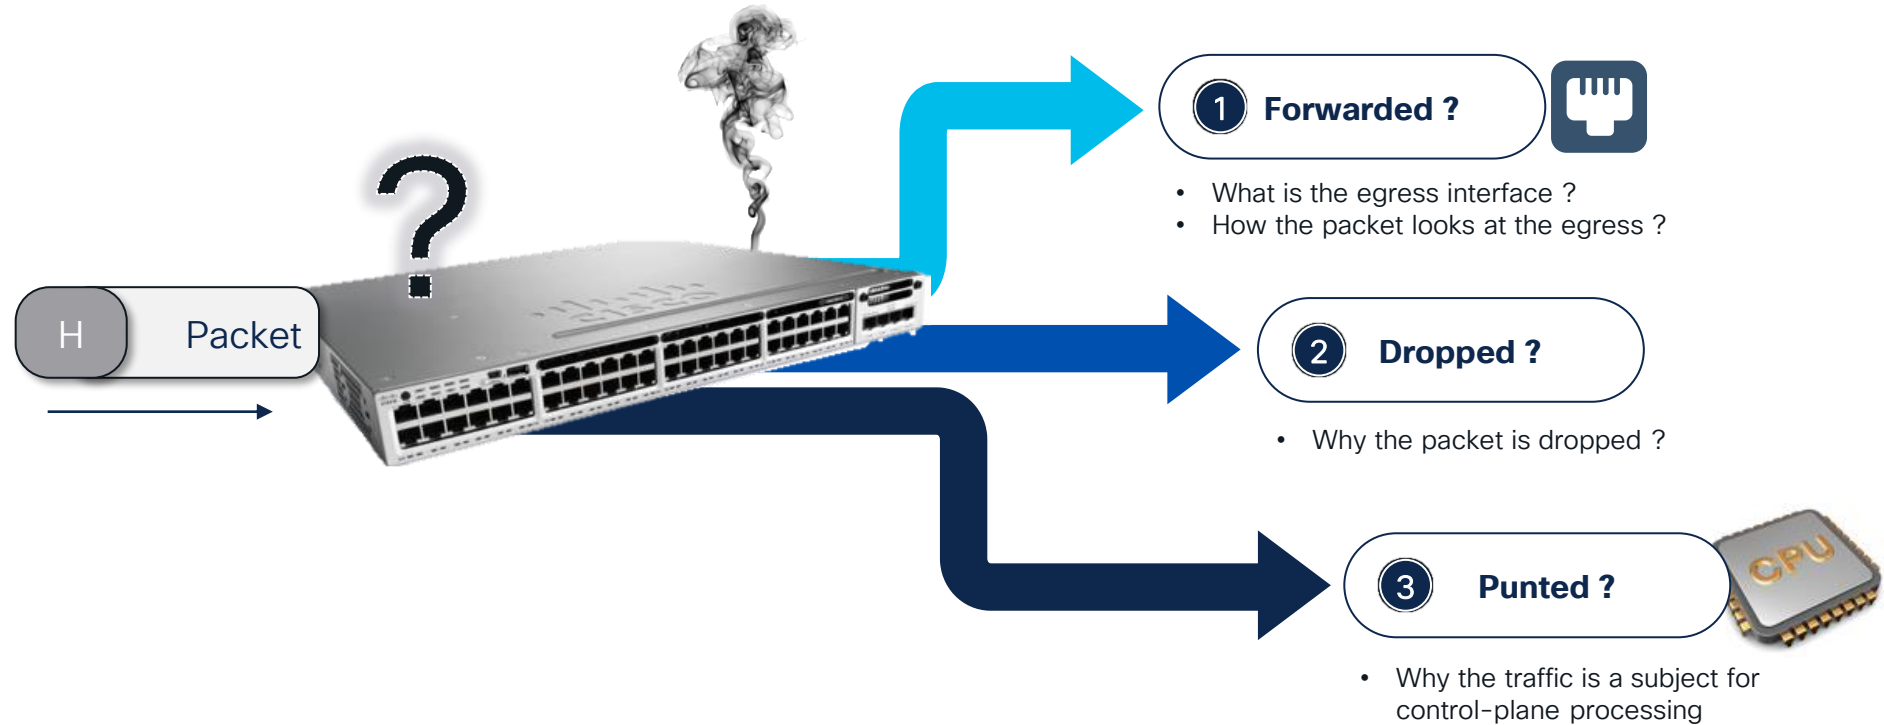 ?
H
Packet
CISCO
1
Forwarded ?
• What is the egress interface ?
• How the packet looks at the egress ?
2
Dropped ?
• Why the packet is dropped ?
3
Punted ?
CPU
• Why the traffic is a subject for
control-plane processing